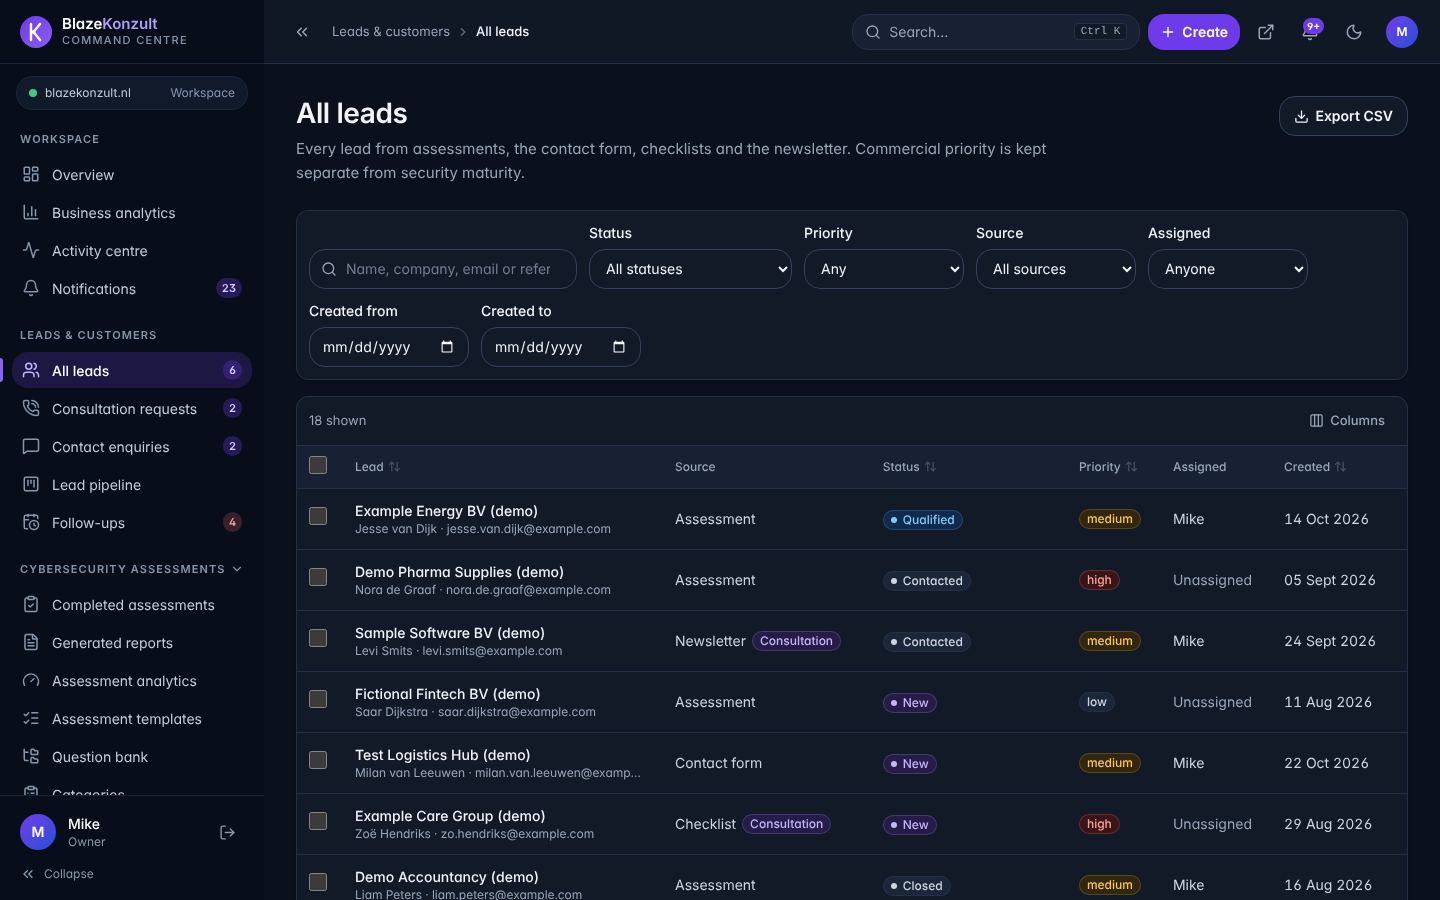 BlazeKonzult
COMMAND CENTRE
blazekonzult.nl Workspace
WORKSPACE
Overview
Business analytics
Activity centre
Notifications 23
LEADS & CUSTOMERS
All leads 6
Consultation requests 2
Contact enquiries 2
Lead pipeline
Follow-ups 4
CYBERSECURITY ASSESSMENTS
Completed assessments
Generated reports
Assessment analytics
Assessment templates
Question bank
Categories
M Mike
Owner
Collapse
Leads & customers All leads
Search... Ctrl K
Create
9+
M
All leads
Export CSV
Every lead from assessments, the contact form, checklists and the newsletter. Commercial priority is kept
separate from security maturity.
Status Priority Source Assigned
Name, company, email or refer All statuses Any All sources Anyone
Created from Created to
mm/dd/yyyy mm/dd/yyyy
18 shown Columns
Lead Source Status Priority Assigned Created
Example Energy BV (demo)
Jesse van Dijk · jesse.van.dijk@example.com
Assessment Qualified medium Mike 14 Oct 2026
Demo Pharma Supplies (demo)
Nora de Graaf · nora.de.graaf@example.com
Assessment Contacted high Unassigned 05 Sept 2026
Sample Software BV (demo)
Levi Smits · levi.smits@example.com
Newsletter Consultation Contacted medium Mike 24 Sept 2026
Fictional Fintech BV (demo)
Saar Dijkstra · saar.dijkstra@example.com
Assessment New low Unassigned 11 Aug 2026
Test Logistics Hub (demo)
Milan van Leeuwen · milan.van.leeuwen@examp...
Contact form New medium Mike 22 Oct 2026
Example Care Group (demo)
Zoë Hendriks · zo.hendriks@example.com
Checklist Consultation New high Unassigned 29 Aug 2026
Demo Accountancy (demo)
Liam Peters · liam.peters@example.com
Assessment Closed medium Mike 16 Aug 2026